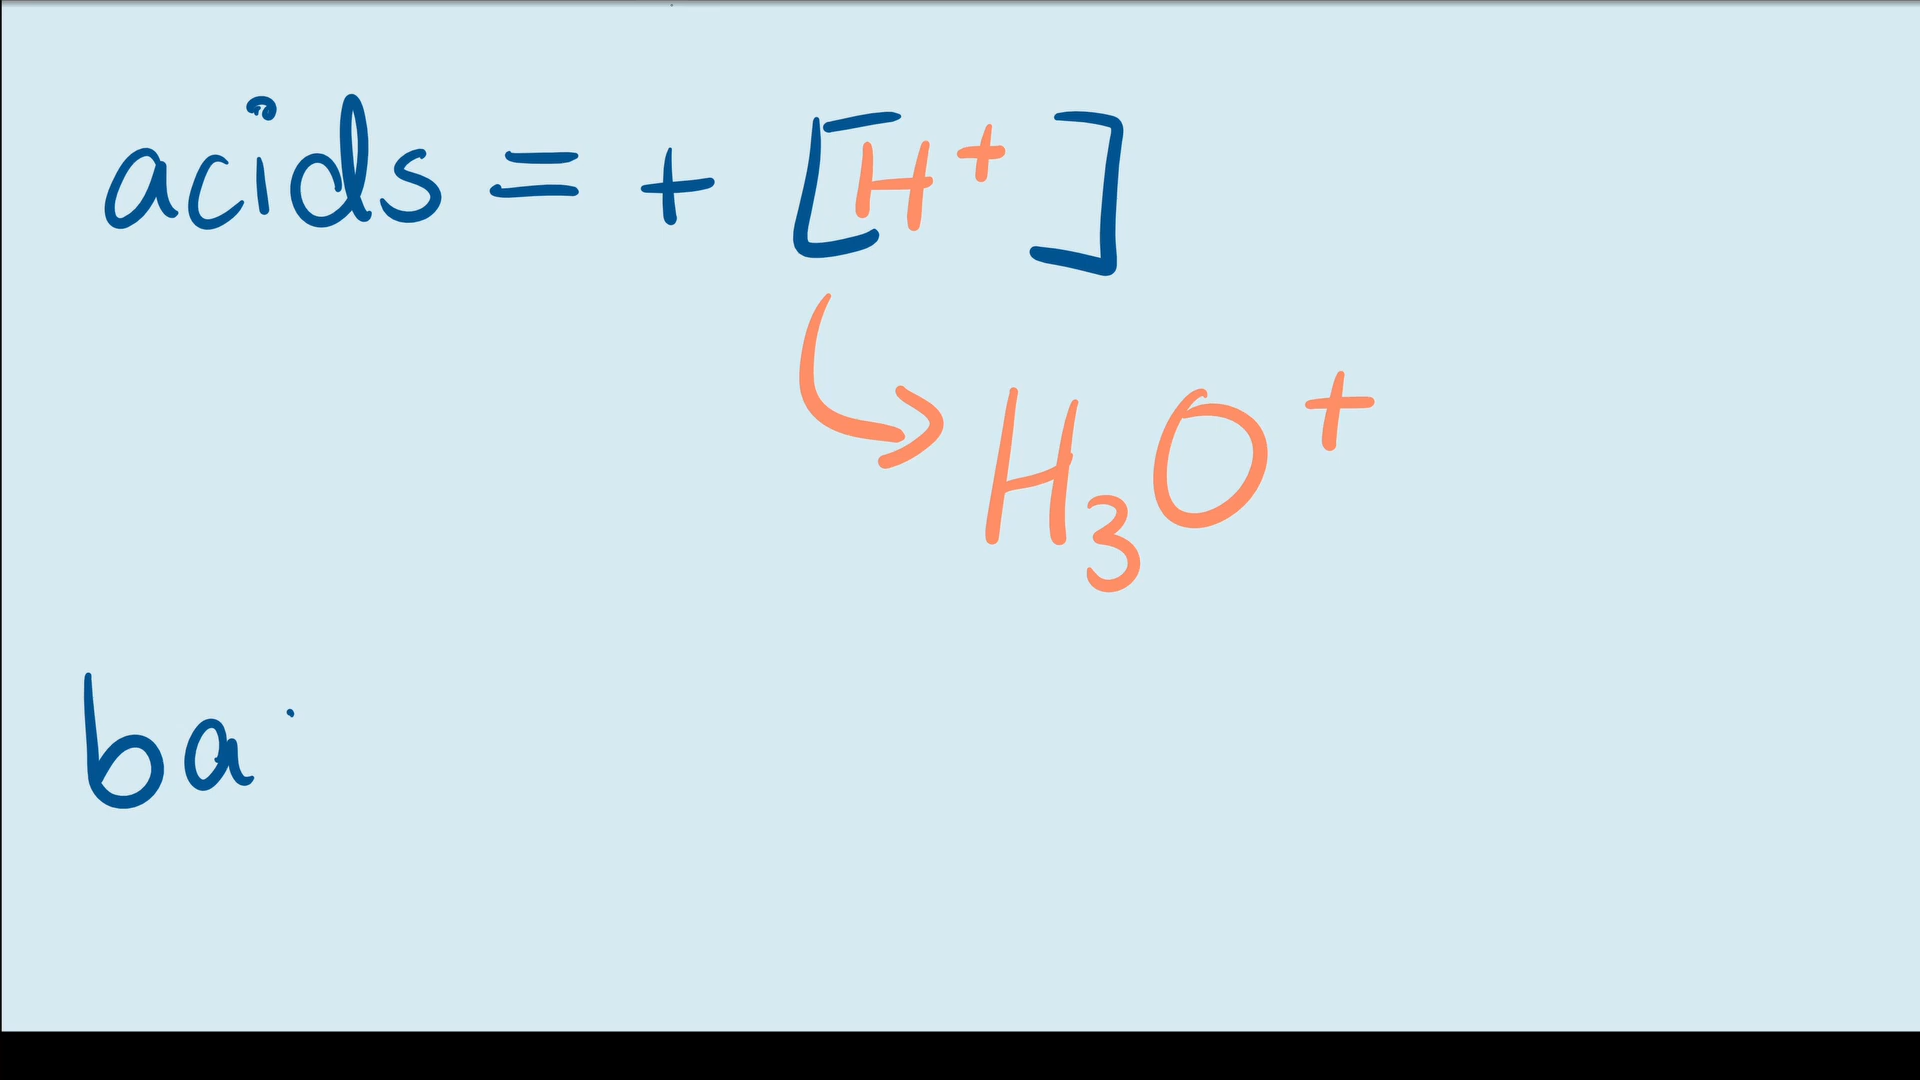 acids = + [H⁺]
H₃O⁺
ba